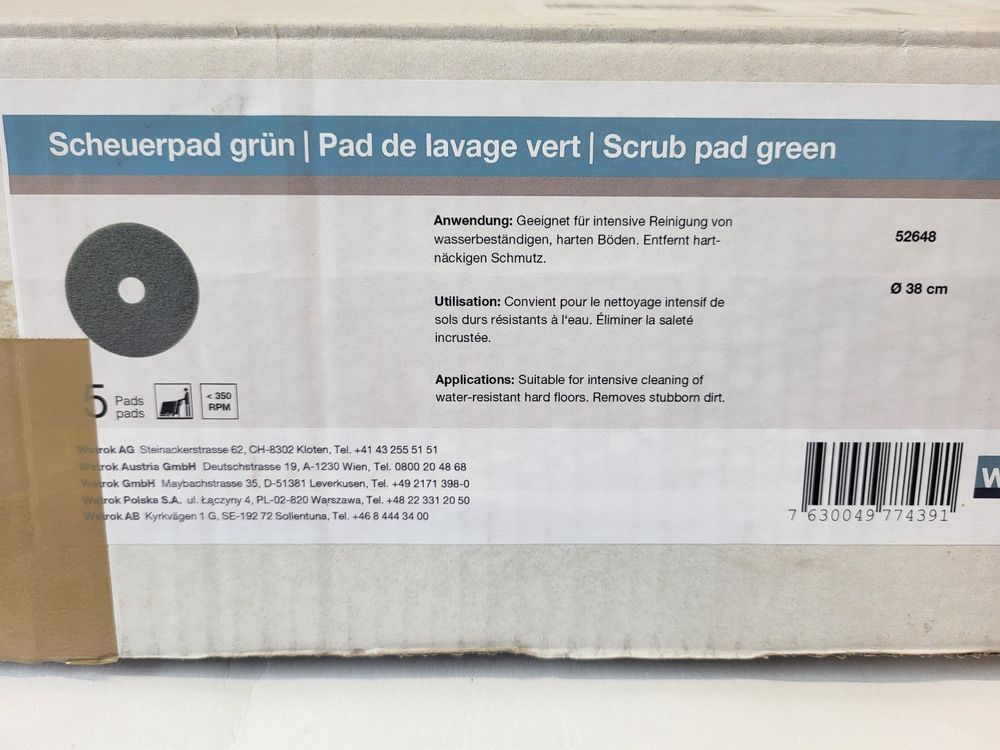 Scheuerpad grün | Pad de lavage vert | Scrub pad green
Anwendung: Geeignet für intensive Reinigung von
wasserbeständigen, harten Böden. Entfernt hart-
näckigen Schmutz.
52648
Ø 38 cm
Utilisation: Convient pour le nettoyage intensif de
sols durs résistants à l'eau. Éliminer la saleté
incrustée.
Applications: Suitable for intensive cleaning of
water-resistant hard floors. Removes stubborn dirt.
5 Pads
pads
< 350
RPM
Wetrok AG Steinackerstrasse 62, CH-8302 Kloten, Tel. +41 43 255 51 51
Wetrok Austria GmbH Deutschstrasse 19, A-1230 Wien, Tel. 0800 20 48 68
Wetrok GmbH Maybachstrasse 35, D-51381 Leverkusen, Tel. +49 2171 398-0
Wetrok Polska S.A. ul. Łączyny 4, PL-02-820 Warszawa, Tel. +48 22 331 20 50
Wetrok AB Kyrkvägen 1 G, SE-192 72 Sollentuna, Tel. +46 8 444 34 00
7 630049 774391
W